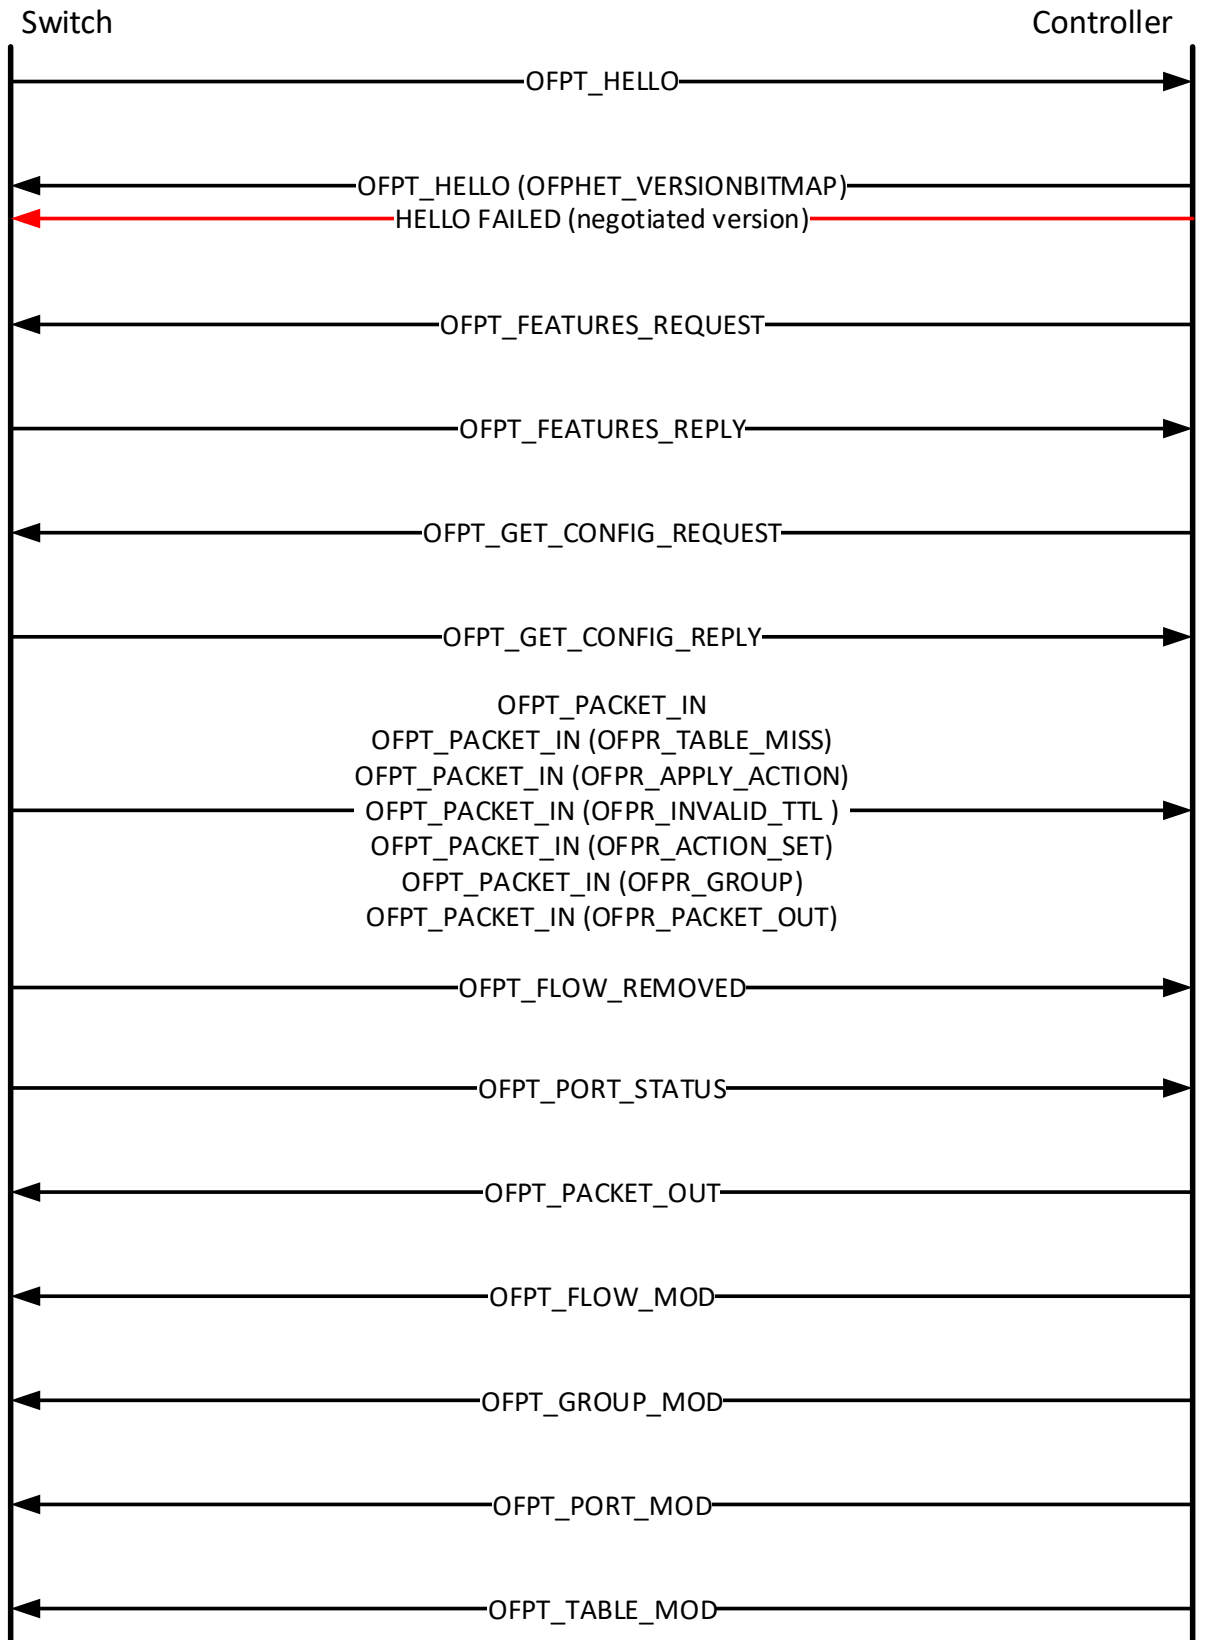 Switch
Controller
OFPT_HELLO
OFPT_HELLO (OFPHET_VERSIONBITMAP)
HELLO FAILED (negotiated version)
OFPT_FEATURES_REQUEST
OFPT_FEATURES_REPLY
OFPT_GET_CONFIG_REQUEST
OFPT_GET_CONFIG_REPLY
OFPT_PACKET_IN
OFPT_PACKET_IN (OFPR_TABLE_MISS)
OFPT_PACKET_IN (OFPR_APPLY_ACTION)
OFPT_PACKET_IN (OFPR_INVALID_TTL )
OFPT_PACKET_IN (OFPR_ACTION_SET)
OFPT_PACKET_IN (OFPR_GROUP)
OFPT_PACKET_IN (OFPR_PACKET_OUT)
OFPT_FLOW_REMOVED
OFPT_PORT_STATUS
OFPT_PACKET_OUT
OFPT_FLOW_MOD
OFPT_GROUP_MOD
OFPT_PORT_MOD
OFPT_TABLE_MOD